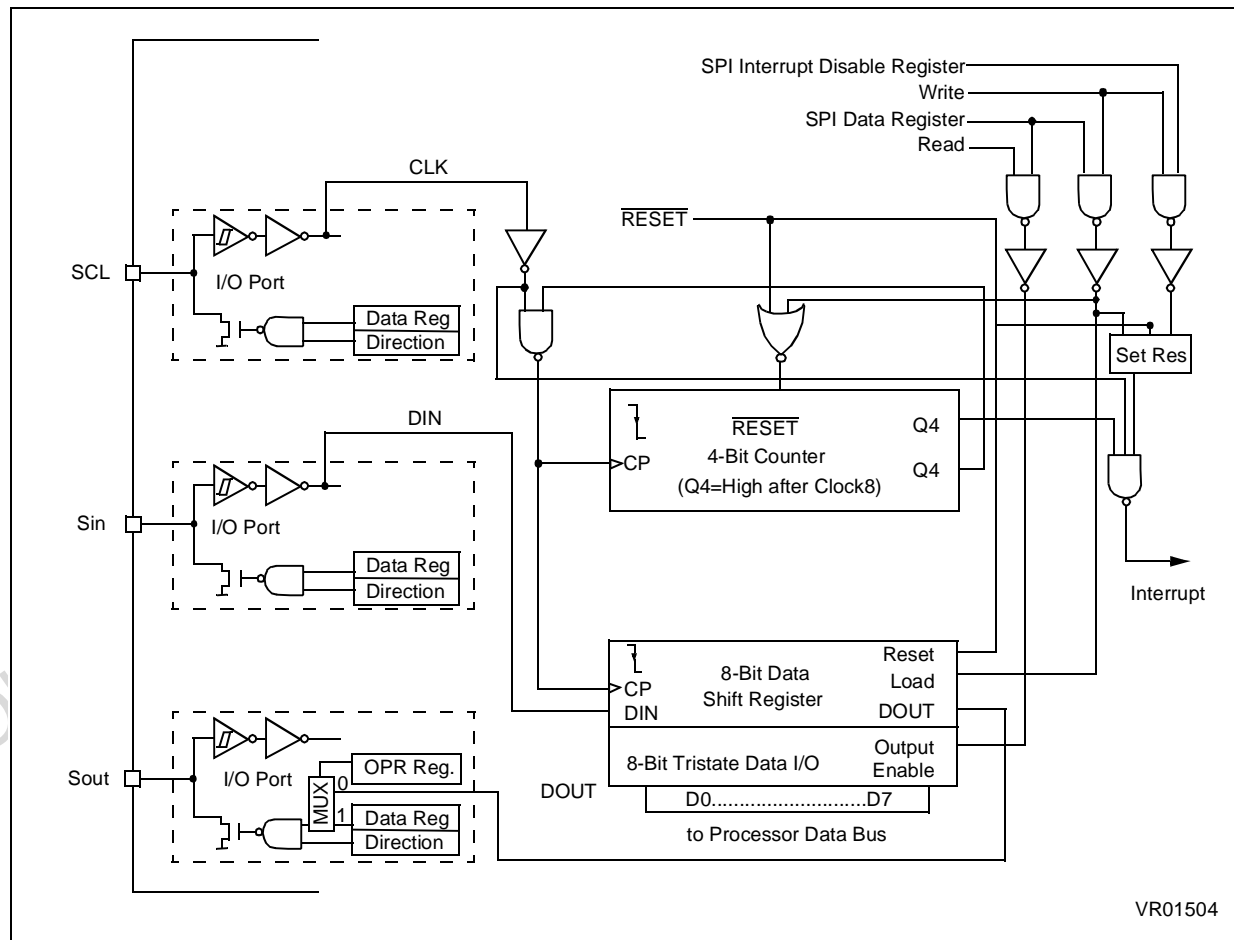 SPI Interrupt Disable Register
Write
SPI Data Register
Read
CLK
RESET
SCL
I/O Port
Data Reg
Direction
Set Res
RESET
Q4
4-Bit Counter
CP
Q4
(Q4=High after Clock8)
DIN
Sin
I/O Port
Data Reg
Direction
Interrupt
Reset
8-Bit Data
Load
CP
Shift Register
DIN
DOUT
Sout
I/O Port
OPR Reg.
MUX
0
1
Data Reg
Direction
Output
Enable
8-Bit Tristate Data I/O
DOUT
D0...........................D7
to Processor Data Bus
VR01504